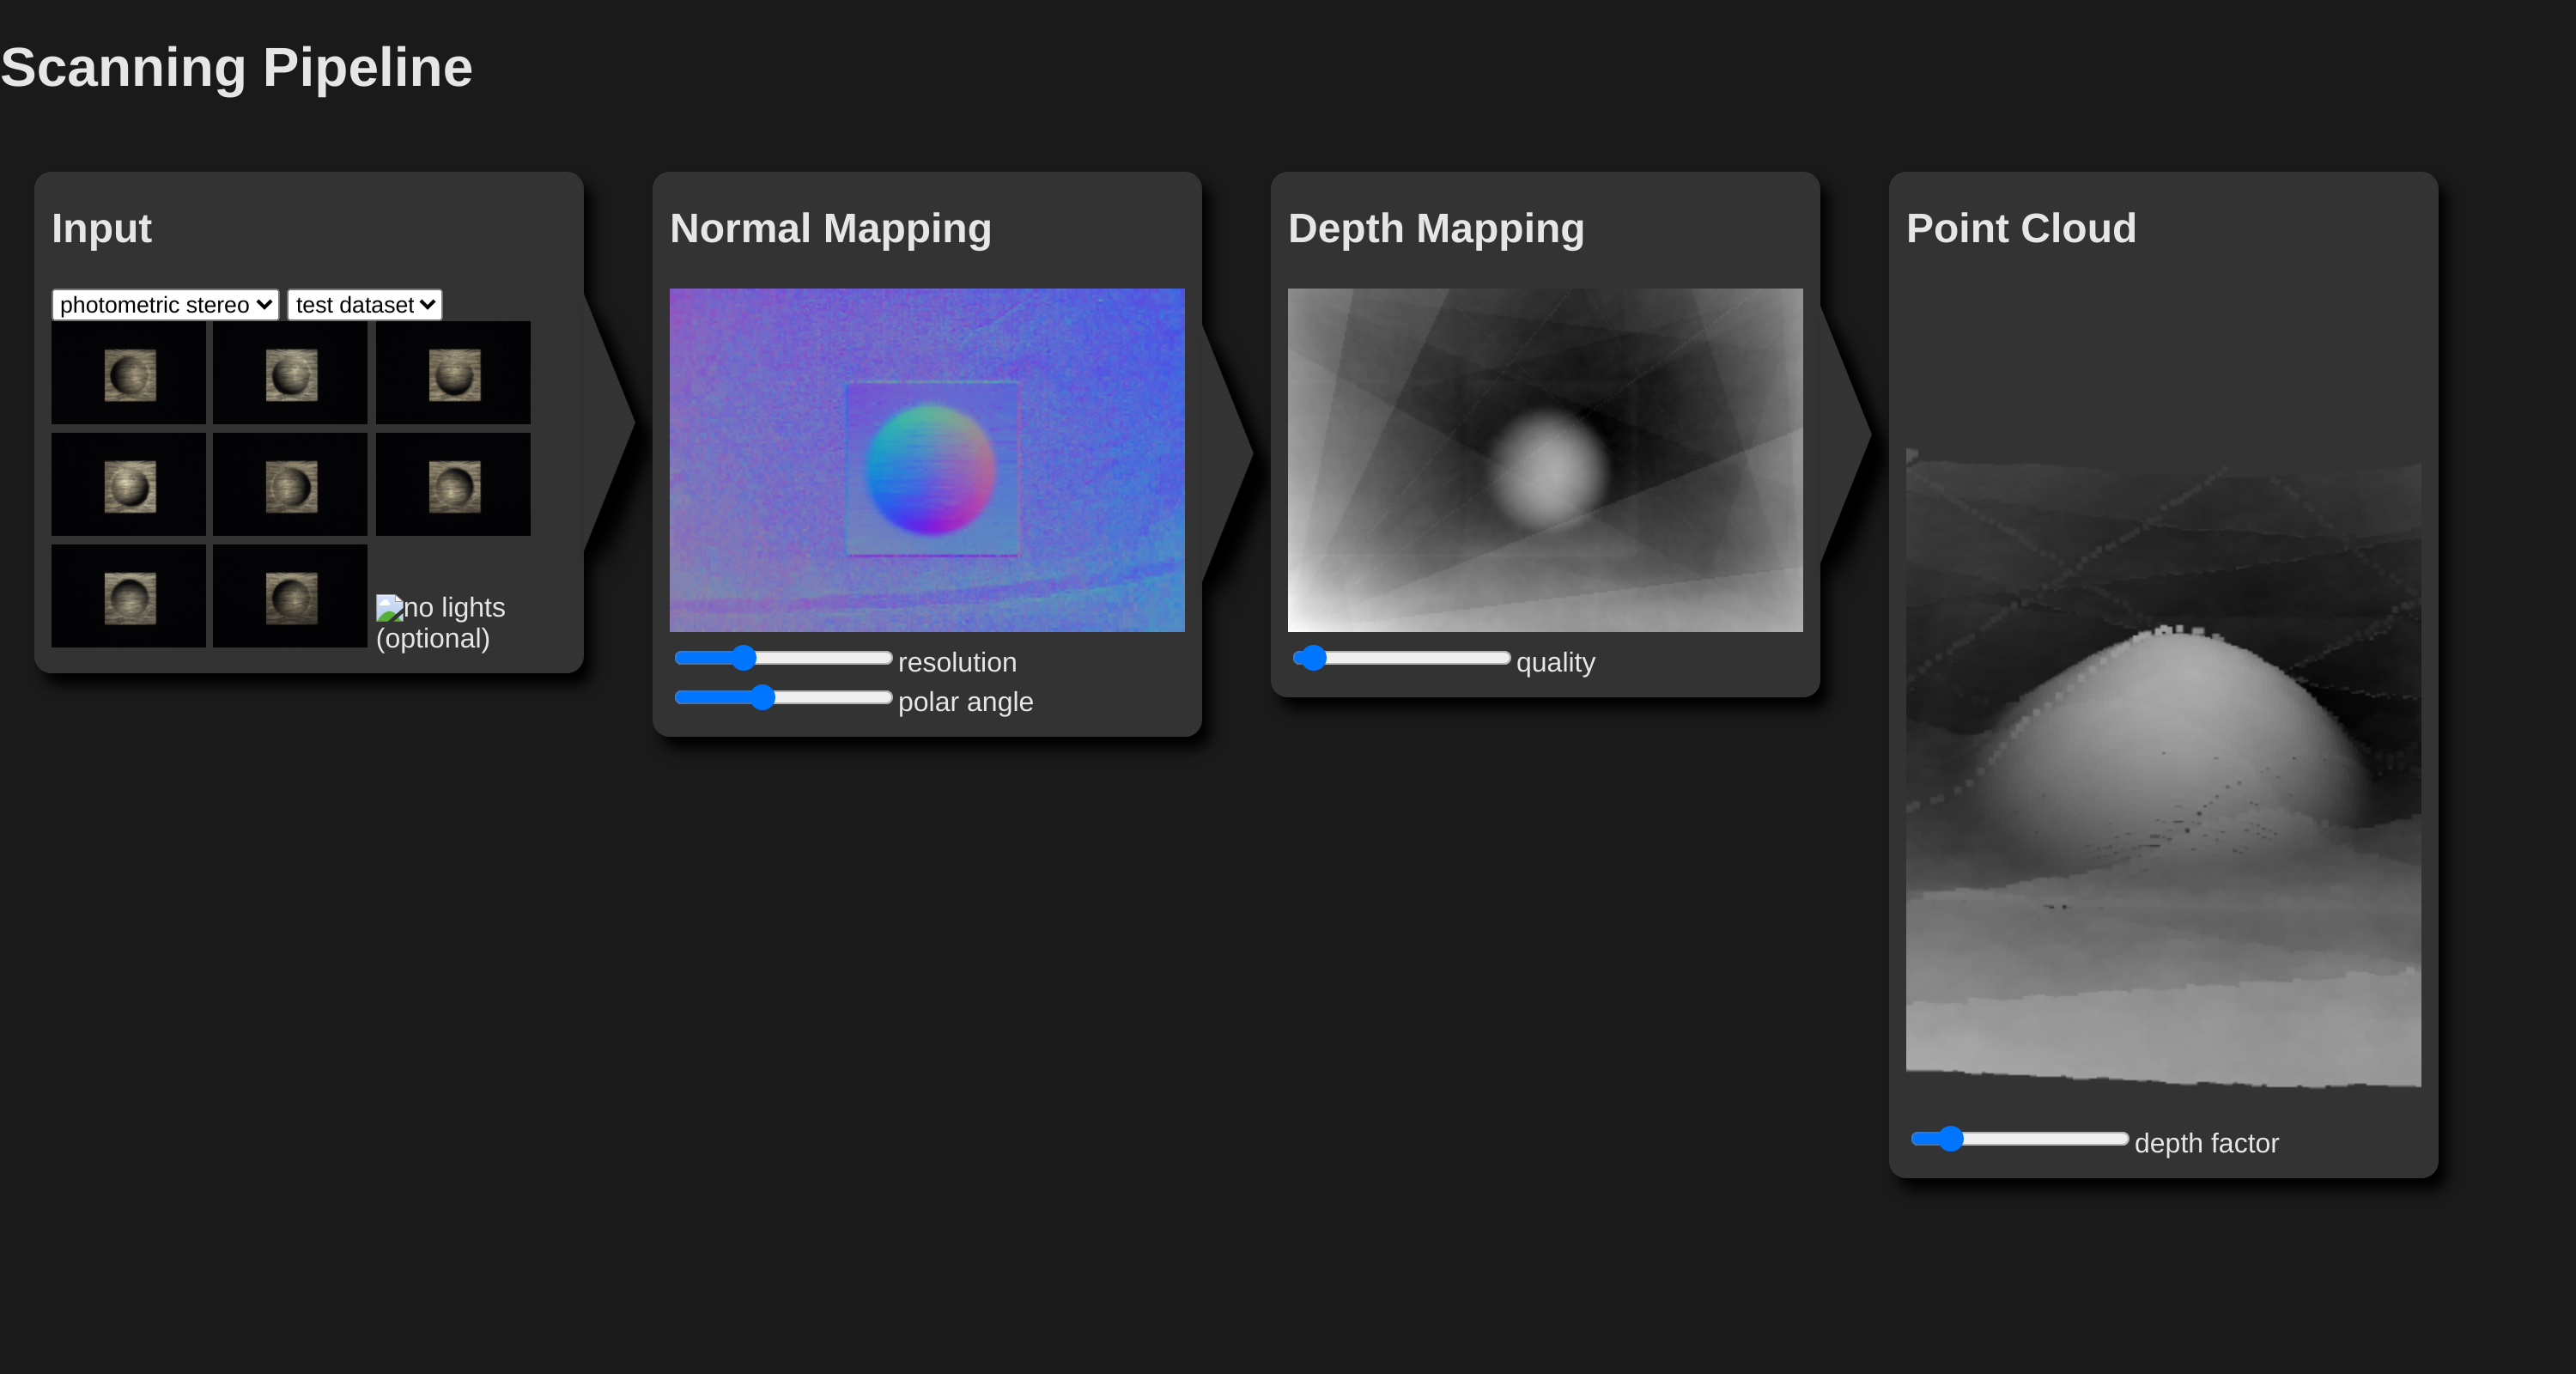 Scanning Pipeline
Input
photometric stereo test dataset
no lights
(optional)
Normal Mapping
resolution
polar angle
Depth Mapping
quality
Point Cloud
depth factor